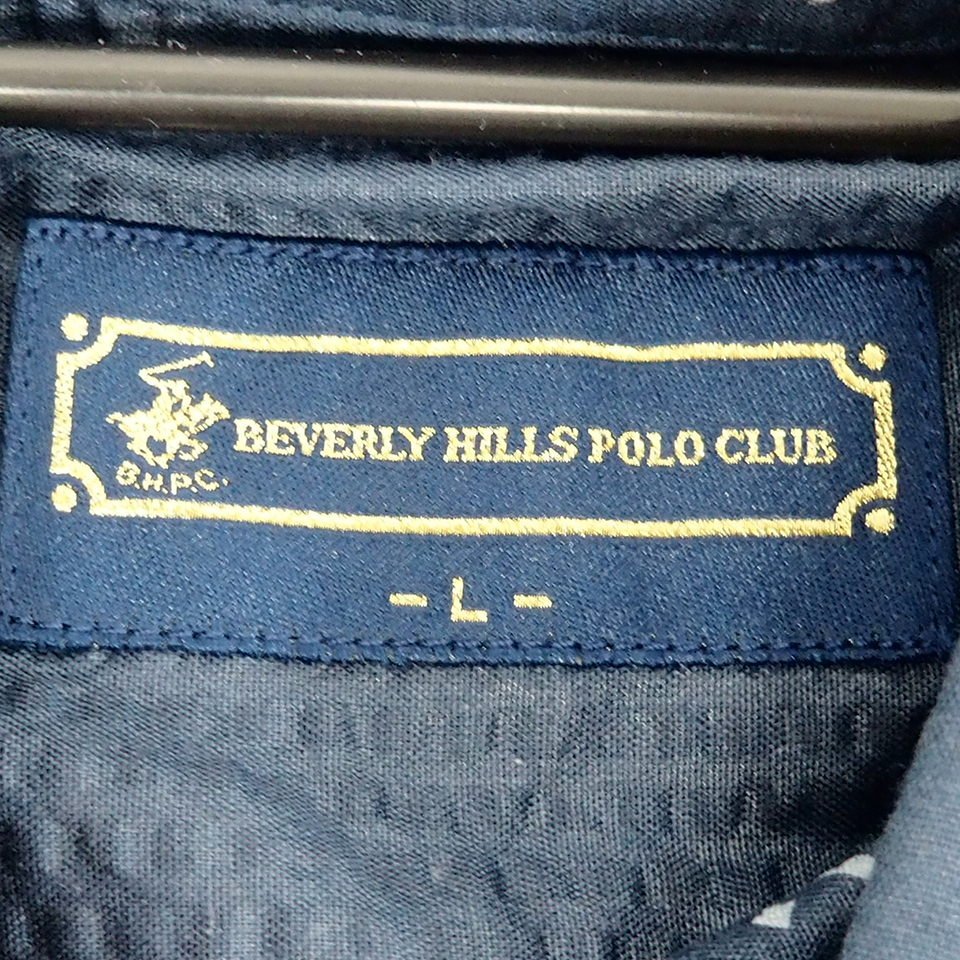 BEVERLY HILLS POLO CLUB
B.H.P.C.
- L -